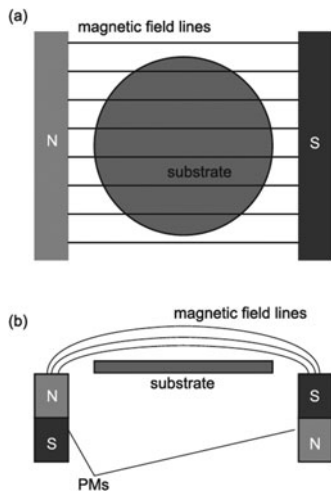 (a)
magnetic field lines
N
S
substrate
(b)
magnetic field lines
N
S
substrate
S
N
PMs